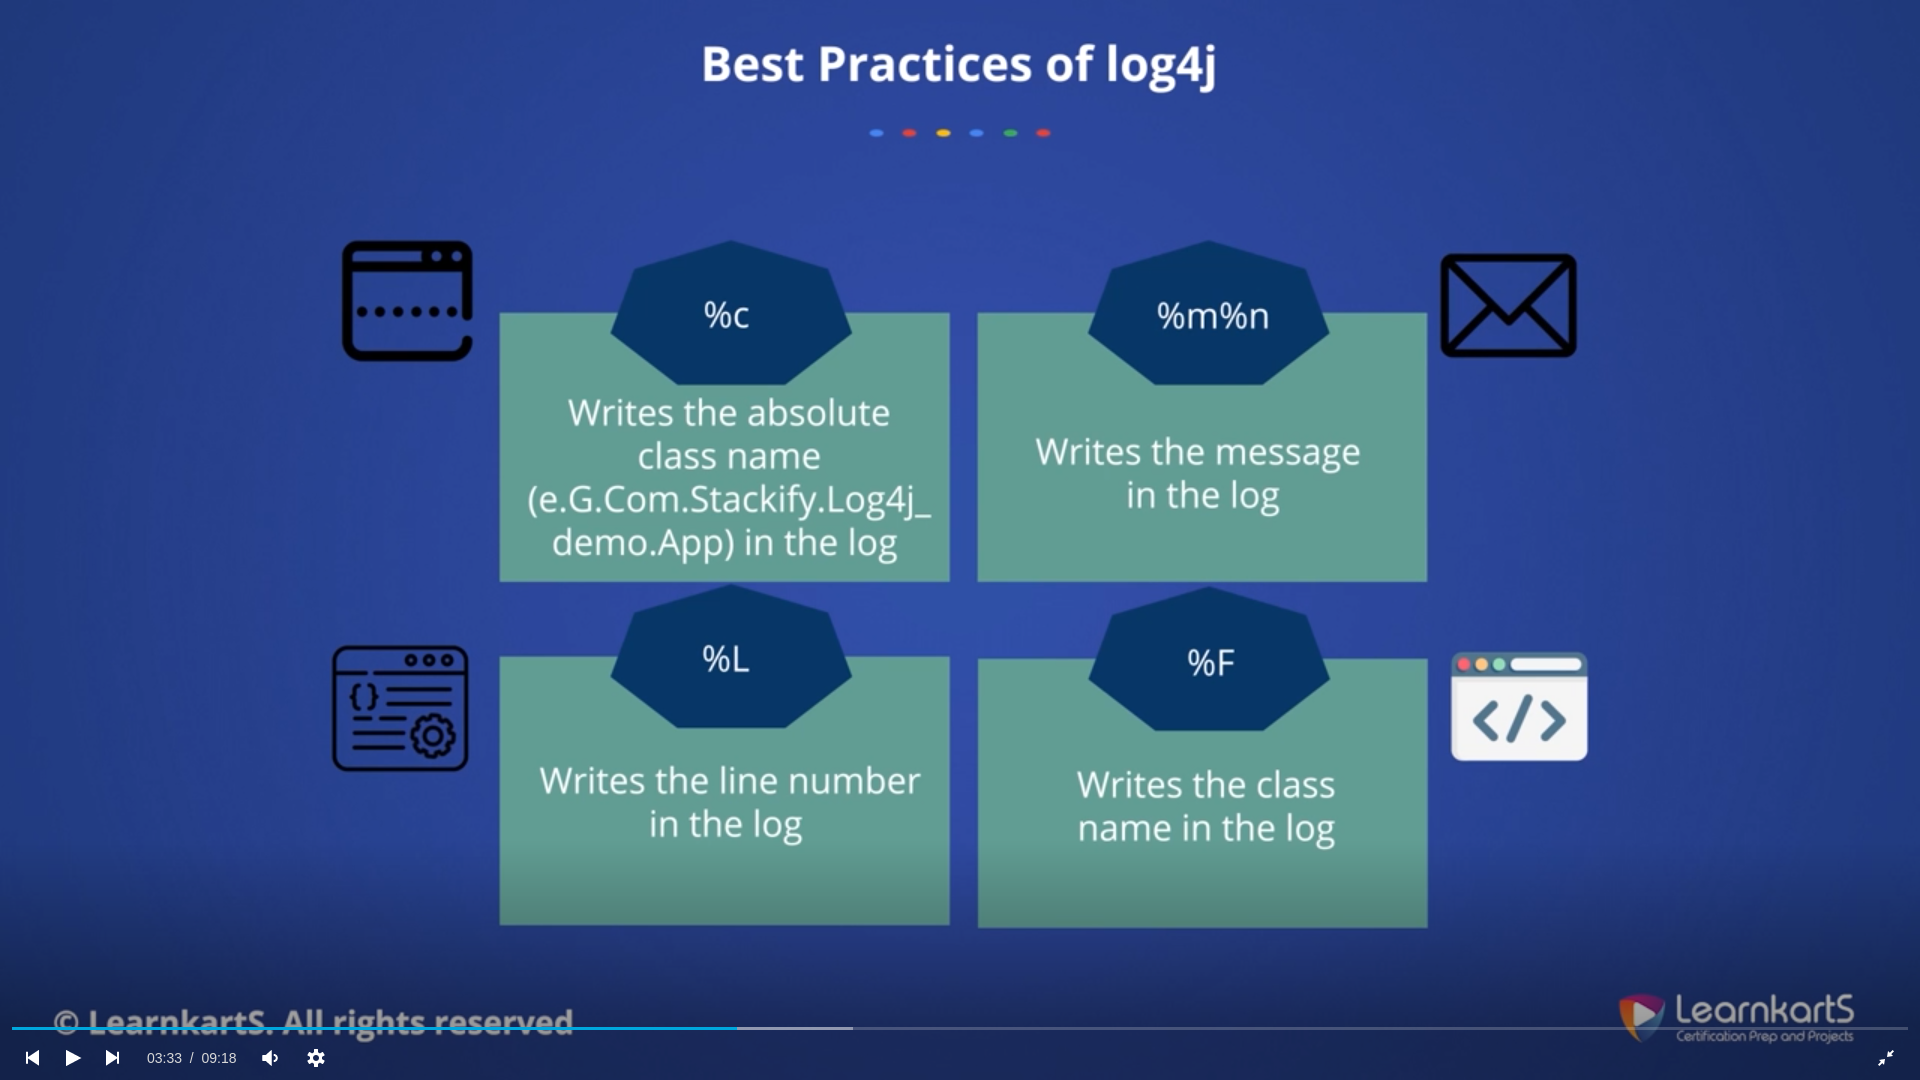 Best Practices of log4j
%c
Writes the absolute
class name
(e.G.Com.Stackify.Log4j_
demo.App) in the log
%m%n
Writes the message
in the log
%L
Writes the line number
in the log
%F
Writes the class
name in the log
© LearnkartS. All rights reserved
LearnkartS
Certification Prep and Projects
03:33 / 09:18